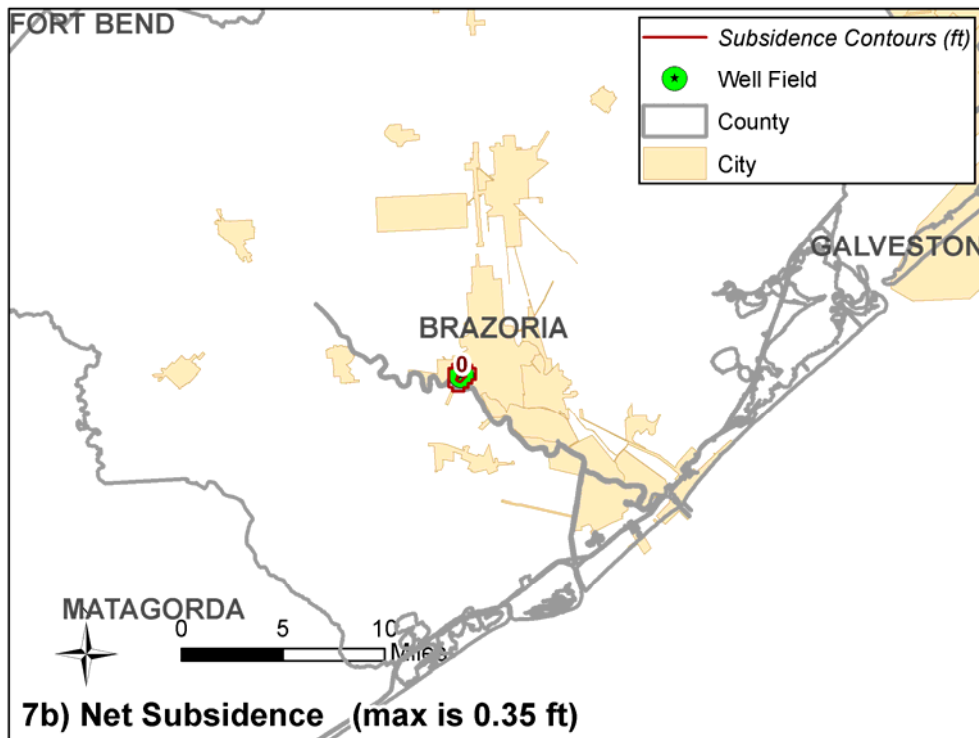 FORT BEND
Subsidence Contours (ft)
Well Field
County
City
GALVESTON
BRAZORIA
0
MATAGORDA
0 5 10
Miles
7b) Net Subsidence (max is 0.35 ft)